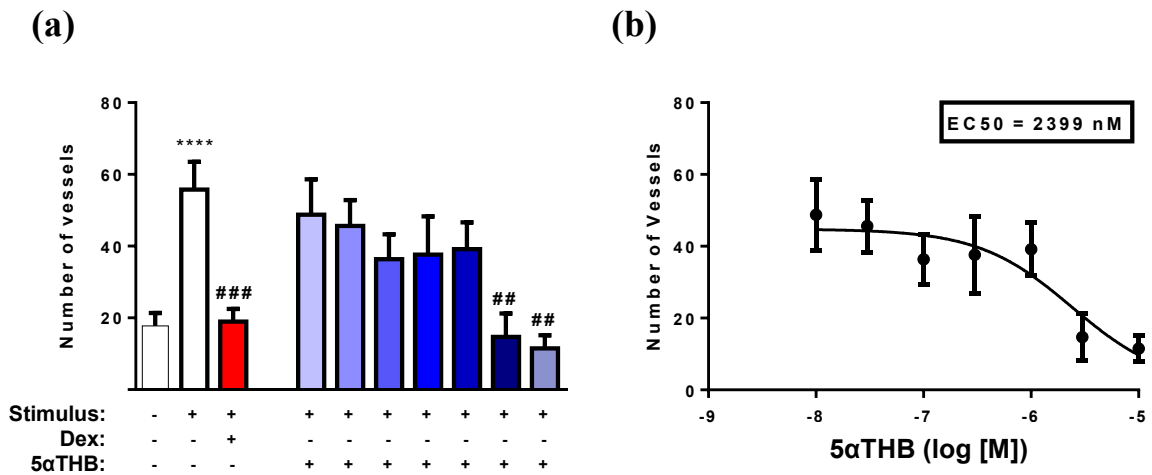 (a)
Number of vessels
80
60
40
20
****
###
##
##
Stimulus: - + + + + + + + + +
Dex: - - + - - - - - - -
5αTHB: - - - + + + + + + +
(b)
Number of Vessels
80
60
40
20
0
EC50 = 2399 nM
-9 -8 -7 -6 -5
5αTHB (log [M])